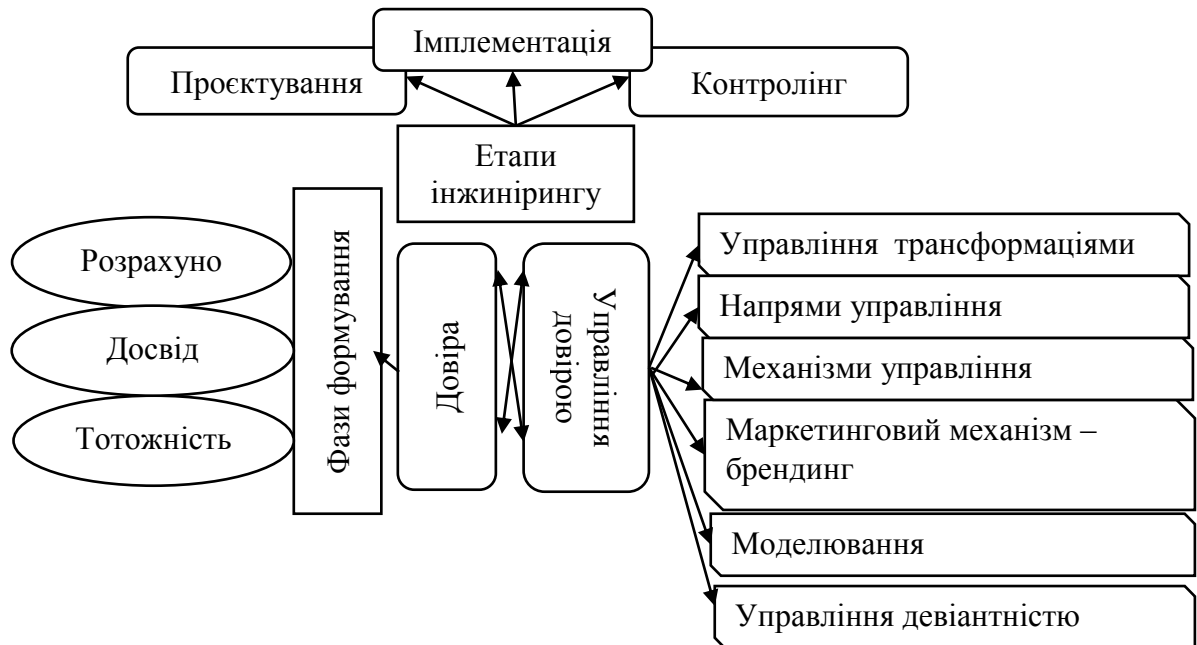 Імплементація
Проєктування
Контролінг
Етапи
інжинірингу
Розрахуно
Досвід
Тотожність
Фази формування
Довіра
Управління
довірою
Управління трансформаціями
Напрями управління
Механізми управління
Маркетинговий механізм –
брендинг
Моделювання
Управління девіантністю